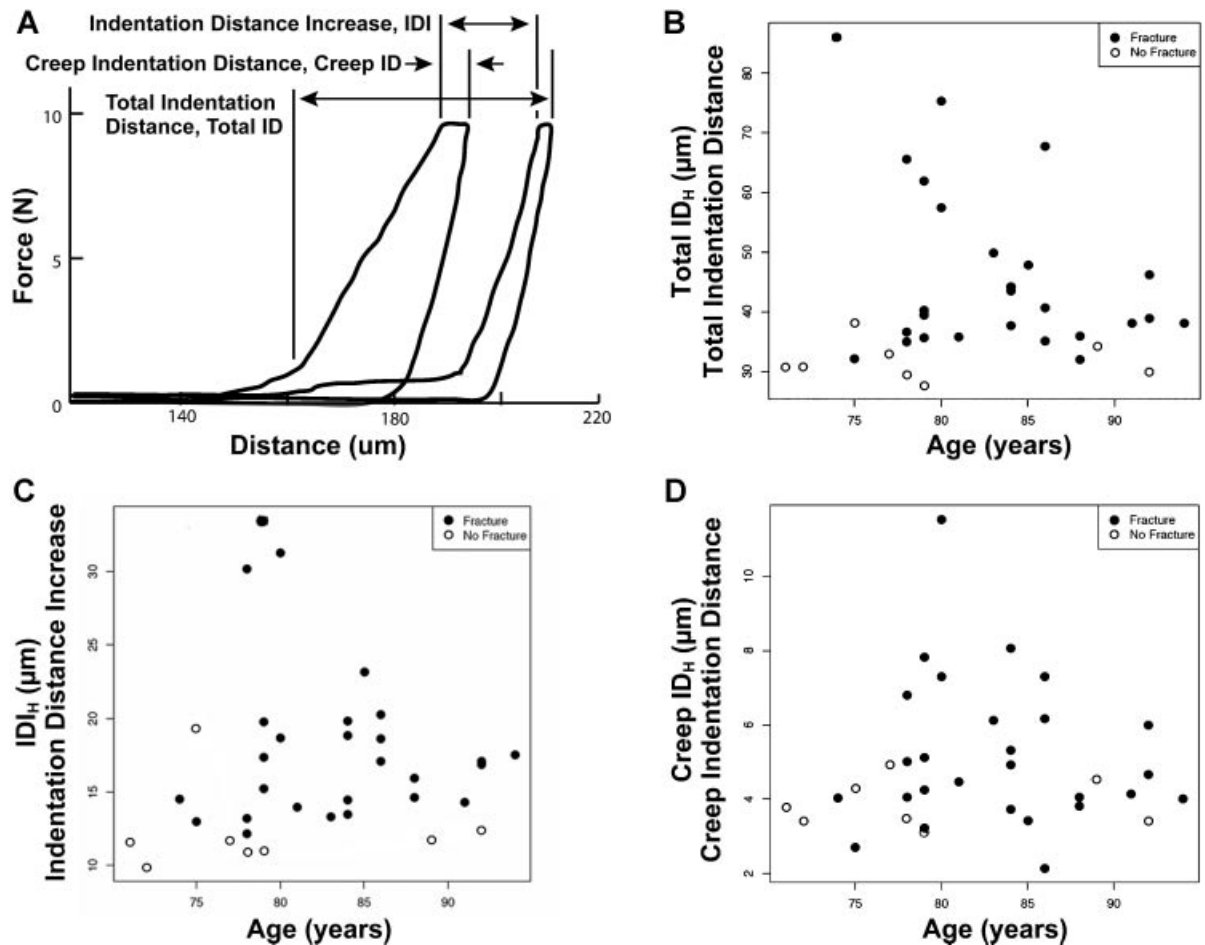 A
Indentation Distance Increase, IDI
Creep Indentation Distance, Creep ID
Total Indentation
Distance, Total ID
10
5
0
Force (N)
140
180
220
Distance (um)
B
Fracture
No Fracture
80
70
60
50
40
30
Total IDH (µm)
Total Indentation Distance
75
80
85
90
Age (years)
C
Fracture
No Fracture
30
25
20
15
10
IDIH (µm)
Indentation Distance Increase
75
80
85
90
Age (years)
D
Fracture
No Fracture
10
8
6
4
2
Creep IDH (µm)
Creep Indentation Distance
75
80
85
90
Age (years)